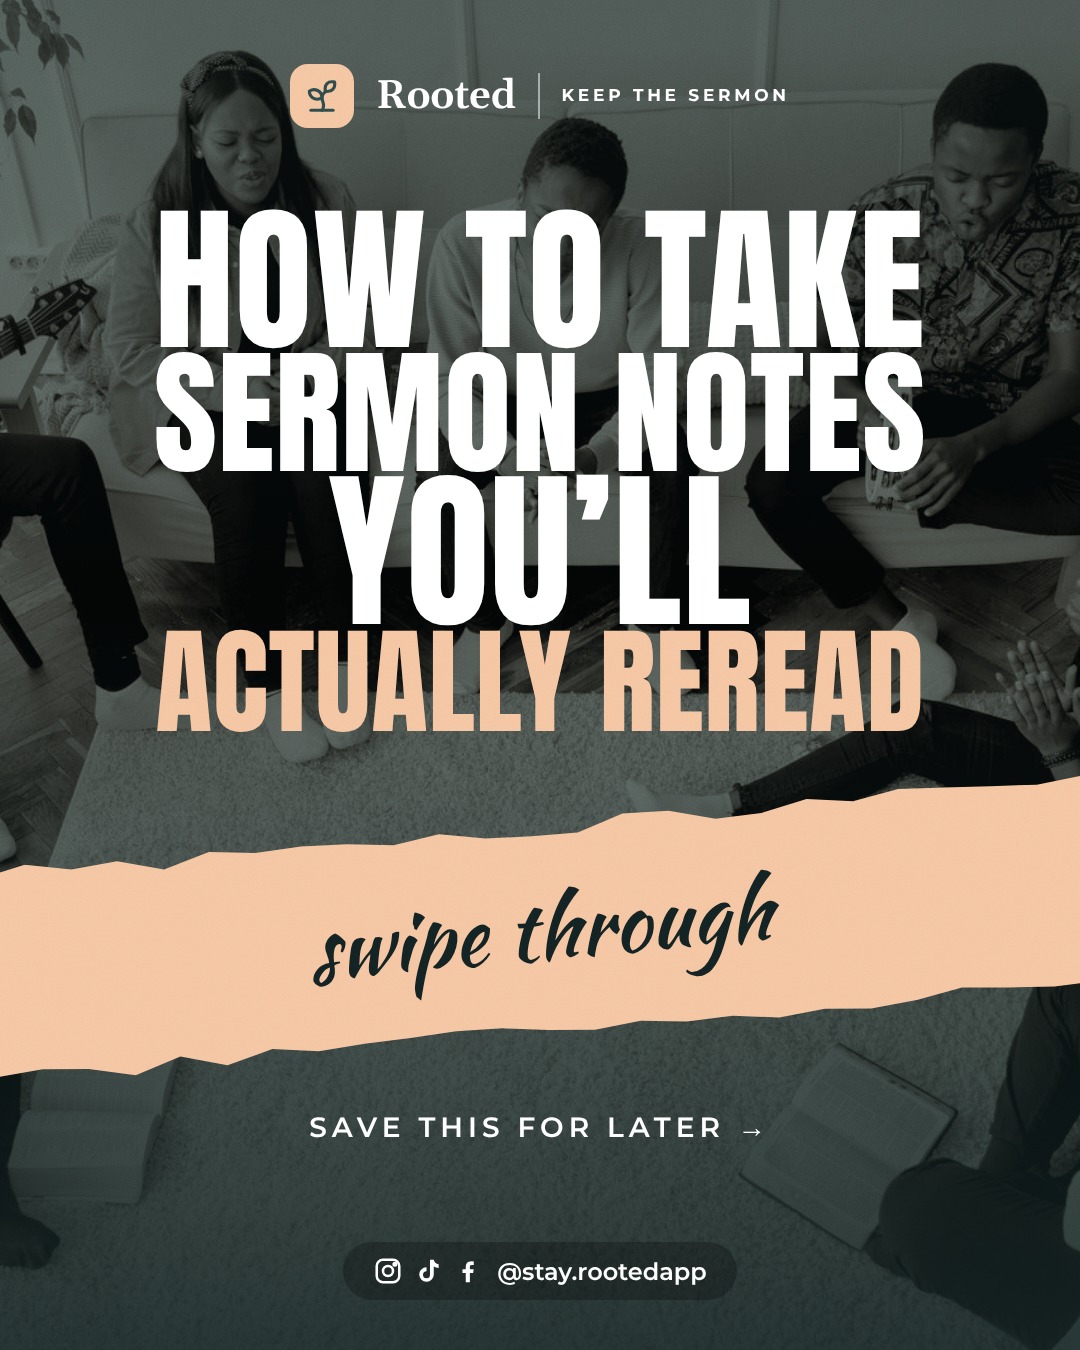 Rooted | KEEP THE SERMON
HOW TO TAKE
SERMON NOTES
YOU’LL
ACTUALLY REREAD
swipe through
SAVE THIS FOR LATER →
@stay.rootedapp